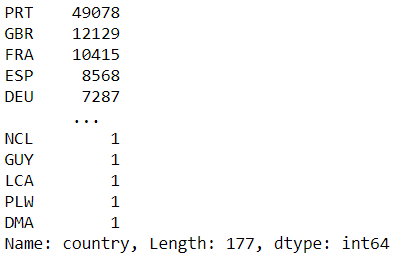 PRT 49078
GBR 12129
FRA 10415
ESP 8568
DEU 7287
...
NCL 1
GUY 1
LCA 1
PLW 1
DMA 1
Name: country, Length: 177, dtype: int64